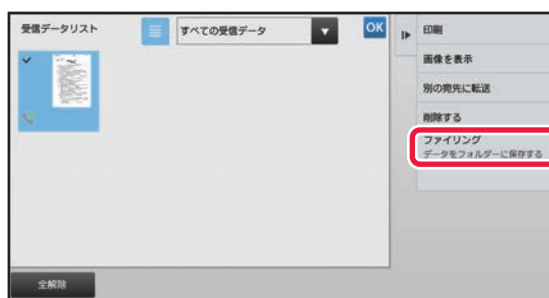 受信データリスト
すべての受信データ
OK
印刷
画像を表示
別の宛先に転送
削除する
ファイリング
データをフォルダーに保存する
全解除